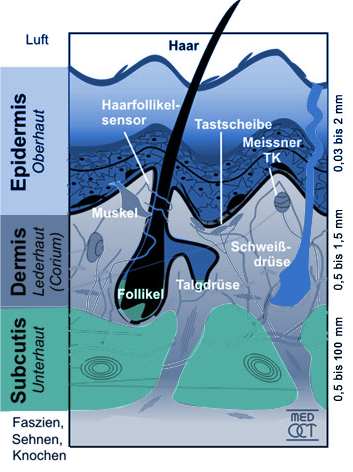 Luft
Haar
Haarfollikel-
sensor
Tastscheibe
Meissner
TK
Muskel
Schweiß-
drüse
Talgdrüse
Follikel
Epidermis
Oberhaut
Dermis
Lederhaut
(Corium)
Subcutis
Unterhaut
Faszien,
Sehnen,
Knochen
0,03 bis 2 mm
0,5 bis 1,5 mm
0,5 bis 100 mm
MED
OCT